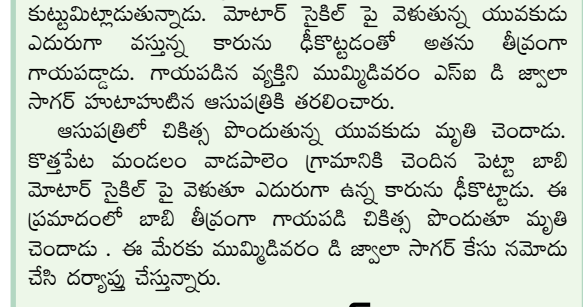 కుట్టుమిట్లాడుతున్నాడు. మోటార్ సైకిల్ పై వెళుతున్న యువకుడు
ఎదురుగా వస్తున్న కారును ఢీకొట్టడంతో అతను తీవ్రంగా
గాయపడ్డాడు. గాయపడిన వ్యక్తిని ముమ్మిడివరం ఎస్ఐ డి జ్వాలా
సాగర్ హుటాహుటిన ఆసుపత్రికి తరలించారు.
ఆసుపత్రిలో చికిత్స పొందుతున్న యువకుడు మృతి చెందాడు.
కొత్తపేట మండలం వాడపాలెం గ్రామానికి చెందిన పెట్టా బాబి
మోటార్ సైకిల్ పై వెళుతూ ఎదురుగా ఉన్న కారును ఢీకొట్టాడు. ఈ
ప్రమాదంలో బాబి తీవ్రంగా గాయపడి చికిత్స పొందుతూ మృతి
చెందాడు . ఈ మేరకు ముమ్మిడివరం డి జ్వాలా సాగర్ కేసు నమోదు
చేసి దర్యాప్తు చేస్తున్నారు.